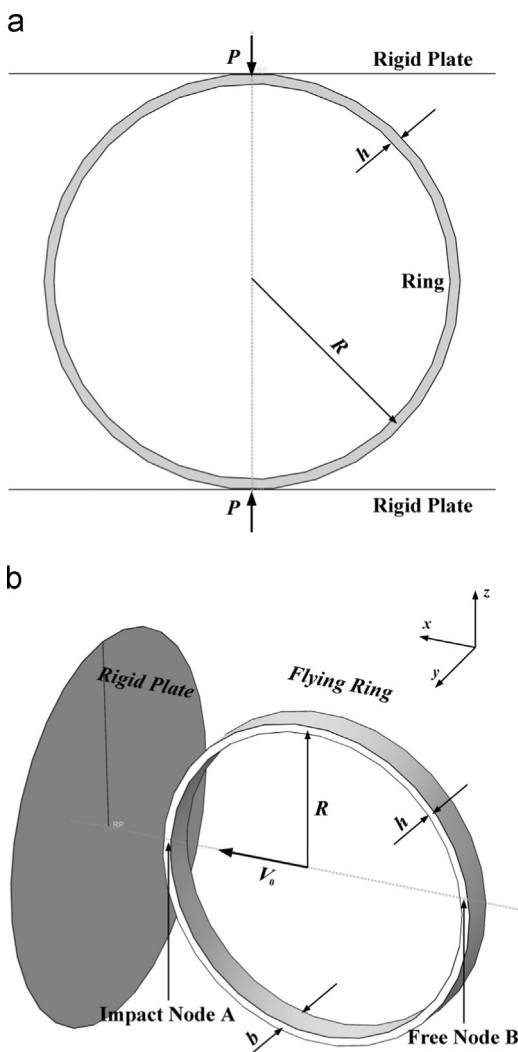 a
P
Rigid Plate
h
Ring
R
P
Rigid Plate
b
z
x
y
Rigid Plate
Flying Ring
RP
R
h
V₀
Impact Node A
b
Free Node B